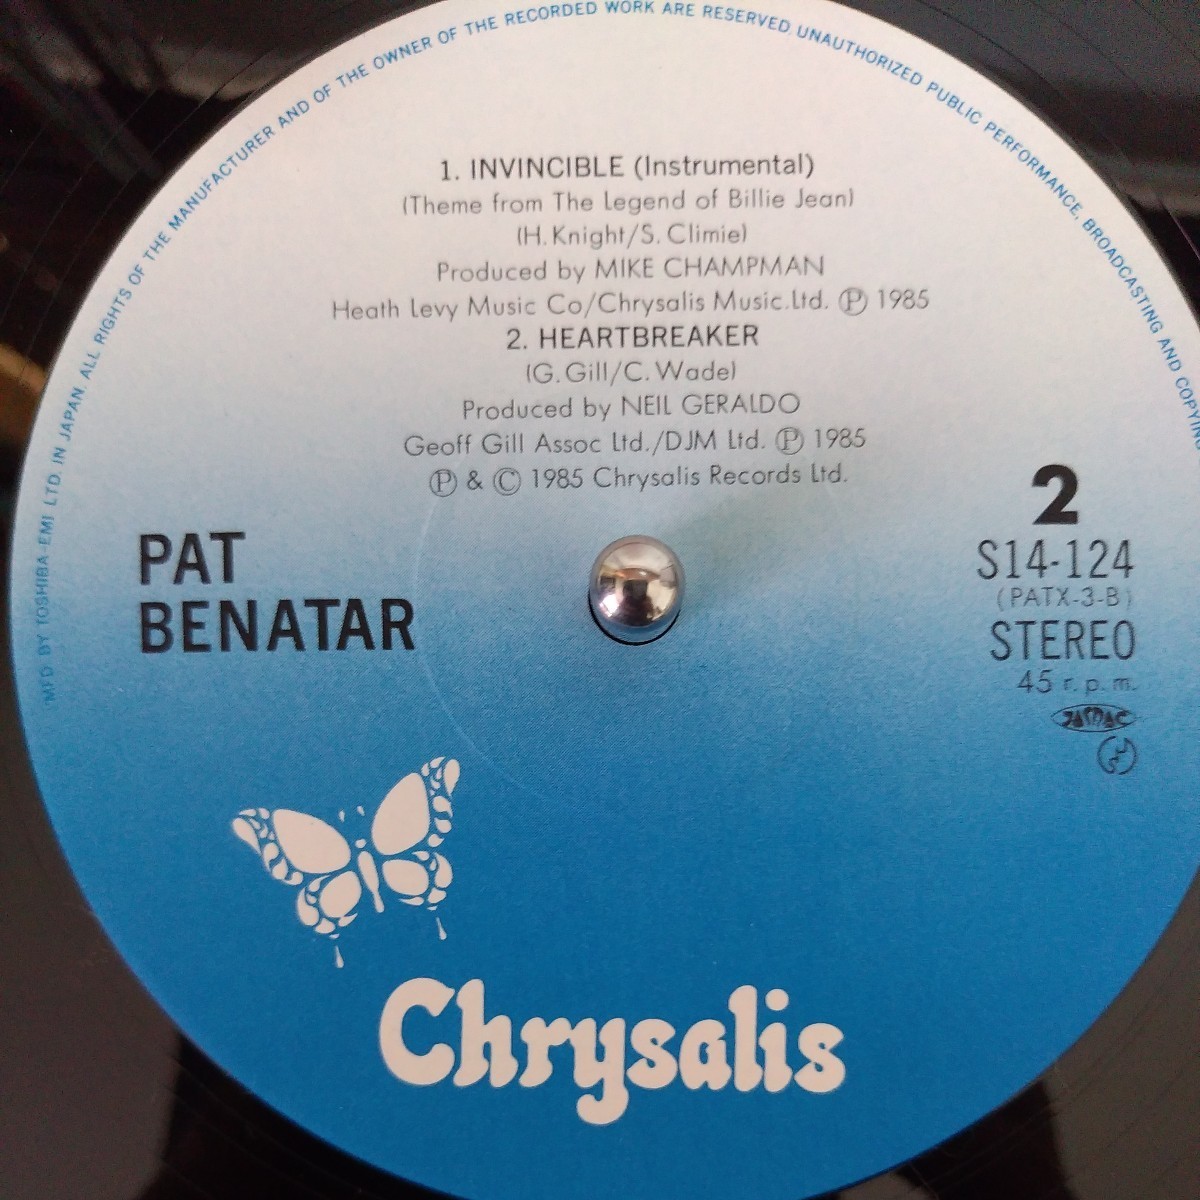 MFD BY TOSHIBA-EMI LTD. IN JAPAN. ALL RIGHTS OF THE MANUFACTURER AND OF THE OWNER OF THE RECORDED WORK ARE RESERVED. UNAUTHORIZED PUBLIC PERFORMANCE, BROADCASTING AND COPYING
1. INVINCIBLE (Instrumental)
(Theme from The Legend of Billie Jean)
(H. Knight/S. Climie)
Produced by MIKE CHAMPMAN
Heath Levy Music Co/Chrysalis Music.Ltd. Ⓟ 1985
2. HEARTBREAKER
(G. Gill/C. Wade)
Produced by NEIL GERALDO
Geoff Gill Assoc Ltd./DJM Ltd. Ⓟ 1985
Ⓟ & Ⓒ 1985 Chrysalis Records Ltd.
PAT
BENATAR
2
S14-124
(PATX-3-B)
STEREO
45 r.p.m.
JASRAC
Chrysalis